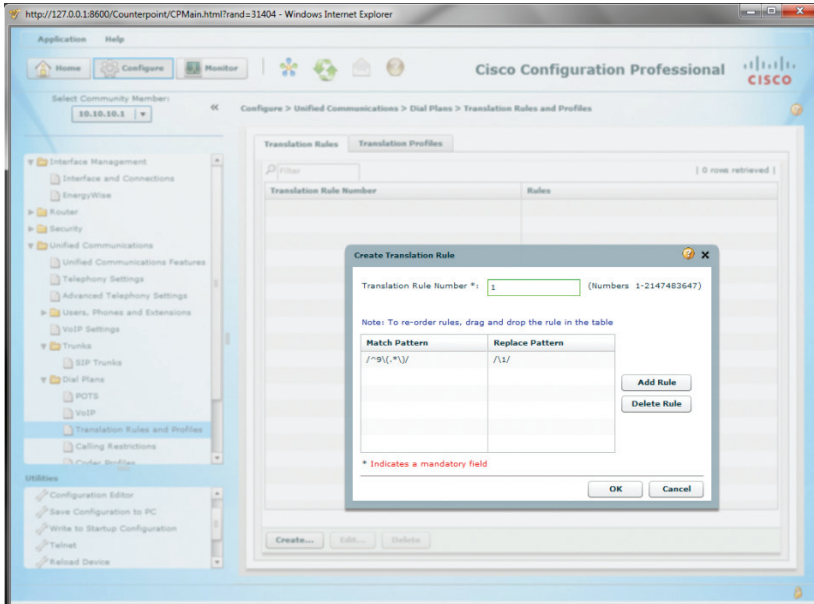 http://127.0.0.1:8600/Counterpoint/CPMain.html?rand=31404 - Windows Internet Explorer
Application Help
Home Configure Monitor
Cisco Configuration Professional
CISCO
Select Community Member:
10.10.10.1
Configure > Unified Communications > Dial Plans > Translation Rules and Profiles
Interface Management
Interface and Connections
EnergyWise
Router
Security
Unified Communications
Unified Communications Features
Telephony Settings
Advanced Telephony Settings
Users, Phones and Extensions
VoIP Settings
Trunks
SIP Trunks
Dial Plans
POTS
VoIP
Translation Rules and Profiles
Calling Restrictions
Codec Profiles
Utilities
Configuration Editor
Save Configuration to PC
Write to Startup Configuration
Telnet
Reload Device
Translation Rules Translation Profiles
Filter
| 0 rows retrieved |
Translation Rule Number Rules
Create Translation Rule
Translation Rule Number *: 1 (Numbers 1-2147483647)
Note: To re-order rules, drag and drop the rule in the table
Match Pattern Replace Pattern
/^9\(.*\)/ /\1/
Add Rule
Delete Rule
* Indicates a mandatory field
OK Cancel
Create... Edit... Delete